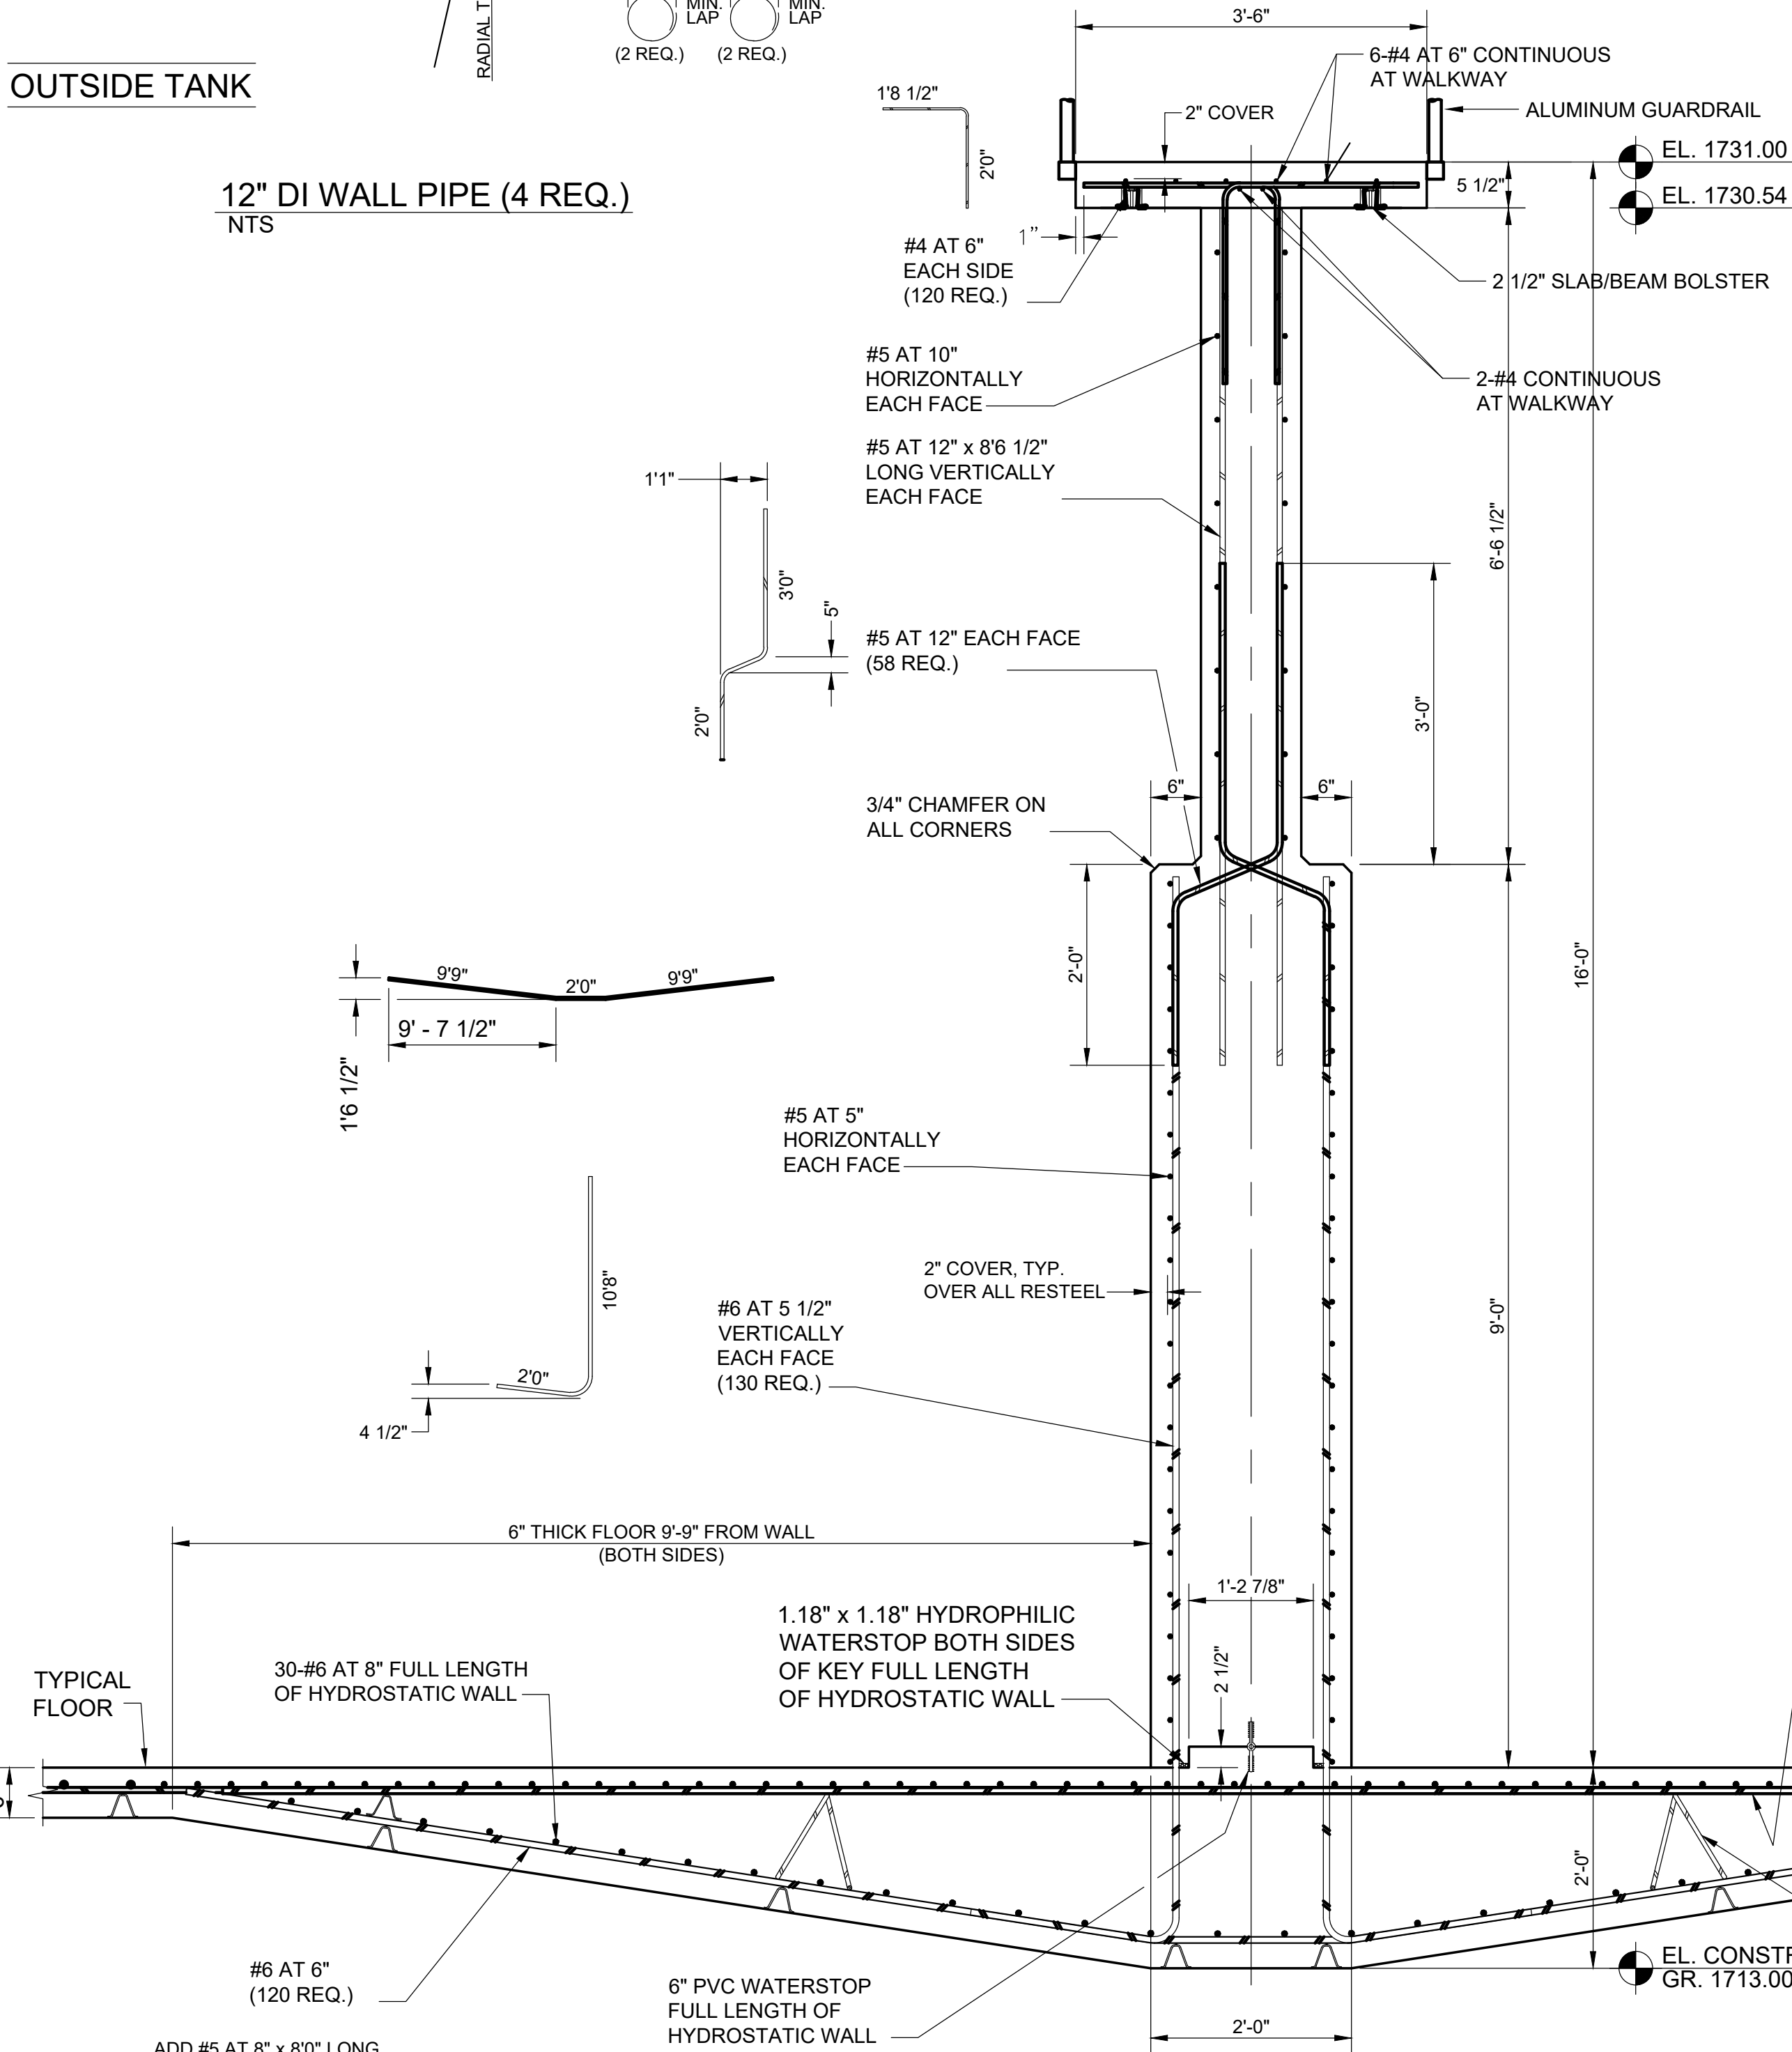 MIN.
LAP
MIN.
LAP
(2 REQ.)
(2 REQ.)
RADIAL T
OUTSIDE TANK
12" DI WALL PIPE (4 REQ.)
NTS
3'-6"
6-#4 AT 6" CONTINUOUS
AT WALKWAY
1'8 1/2"
2'0"
2" COVER
ALUMINUM GUARDRAIL
EL. 1731.00
5 1/2"
EL. 1730.54
#4 AT 6"
EACH SIDE
(120 REQ.)
1"
2 1/2" SLAB/BEAM BOLSTER
#5 AT 10"
HORIZONTALLY
EACH FACE
2-#4 CONTINUOUS
AT WALKWAY
#5 AT 12" x 8'6 1/2"
LONG VERTICALLY
EACH FACE
1'1"
3'0"
5"
2'0"
6'-6 1/2"
#5 AT 12" EACH FACE
(58 REQ.)
3'-0"
6"
6"
3/4" CHAMFER ON
ALL CORNERS
2'-0"
16'-0"
9'9"
2'0"
9'9"
9' - 7 1/2"
1'6 1/2"
#5 AT 5"
HORIZONTALLY
EACH FACE
10'8"
2'0"
4 1/2"
2" COVER, TYP.
OVER ALL RESTEEL
9'-0"
#6 AT 5 1/2"
VERTICALLY
EACH FACE
(130 REQ.)
6" THICK FLOOR 9'-9" FROM WALL
(BOTH SIDES)
1'-2 7/8"
1.18" x 1.18" HYDROPHILIC
WATERSTOP BOTH SIDES
OF KEY FULL LENGTH
OF HYDROSTATIC WALL
2 1/2"
TYPICAL
FLOOR
30-#6 AT 8" FULL LENGTH
OF HYDROSTATIC WALL
2'-0"
#6 AT 6"
(120 REQ.)
6" PVC WATERSTOP
FULL LENGTH OF
HYDROSTATIC WALL
EL. CONSTR
GR. 1713.00
2'-0"
ADD #5 AT 8" x 8'0" LONG